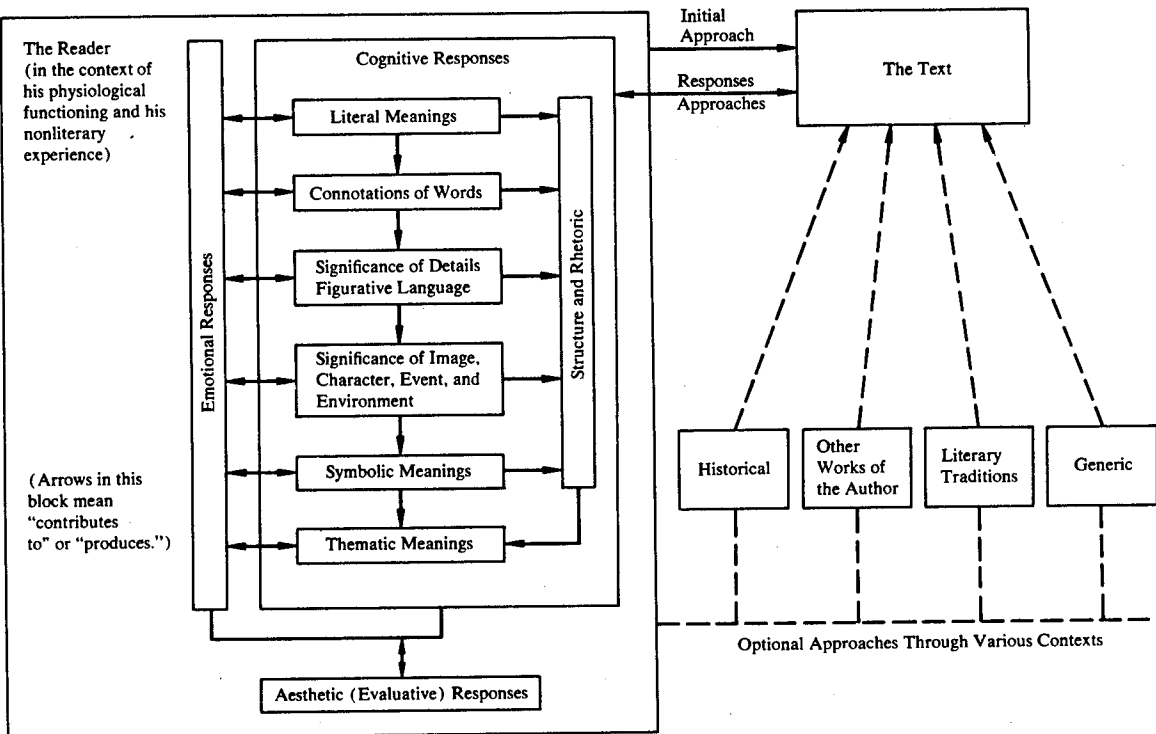 The Reader
(in the context of
his physiological
functioning and his
nonliterary
experience)
(Arrows in this
block mean
“contributes
to” or “produces.”)
Emotional Responses
Cognitive Responses
Literal Meanings
Connotations of Words
Significance of Details
Figurative Language
Significance of Image,
Character, Event, and
Environment
Symbolic Meanings
Thematic Meanings
Structure and Rhetoric
Aesthetic (Evaluative) Responses
Initial
Approach
Responses
Approaches
The Text
Historical
Other
Works of
the Author
Literary
Traditions
Generic
Optional Approaches Through Various Contexts